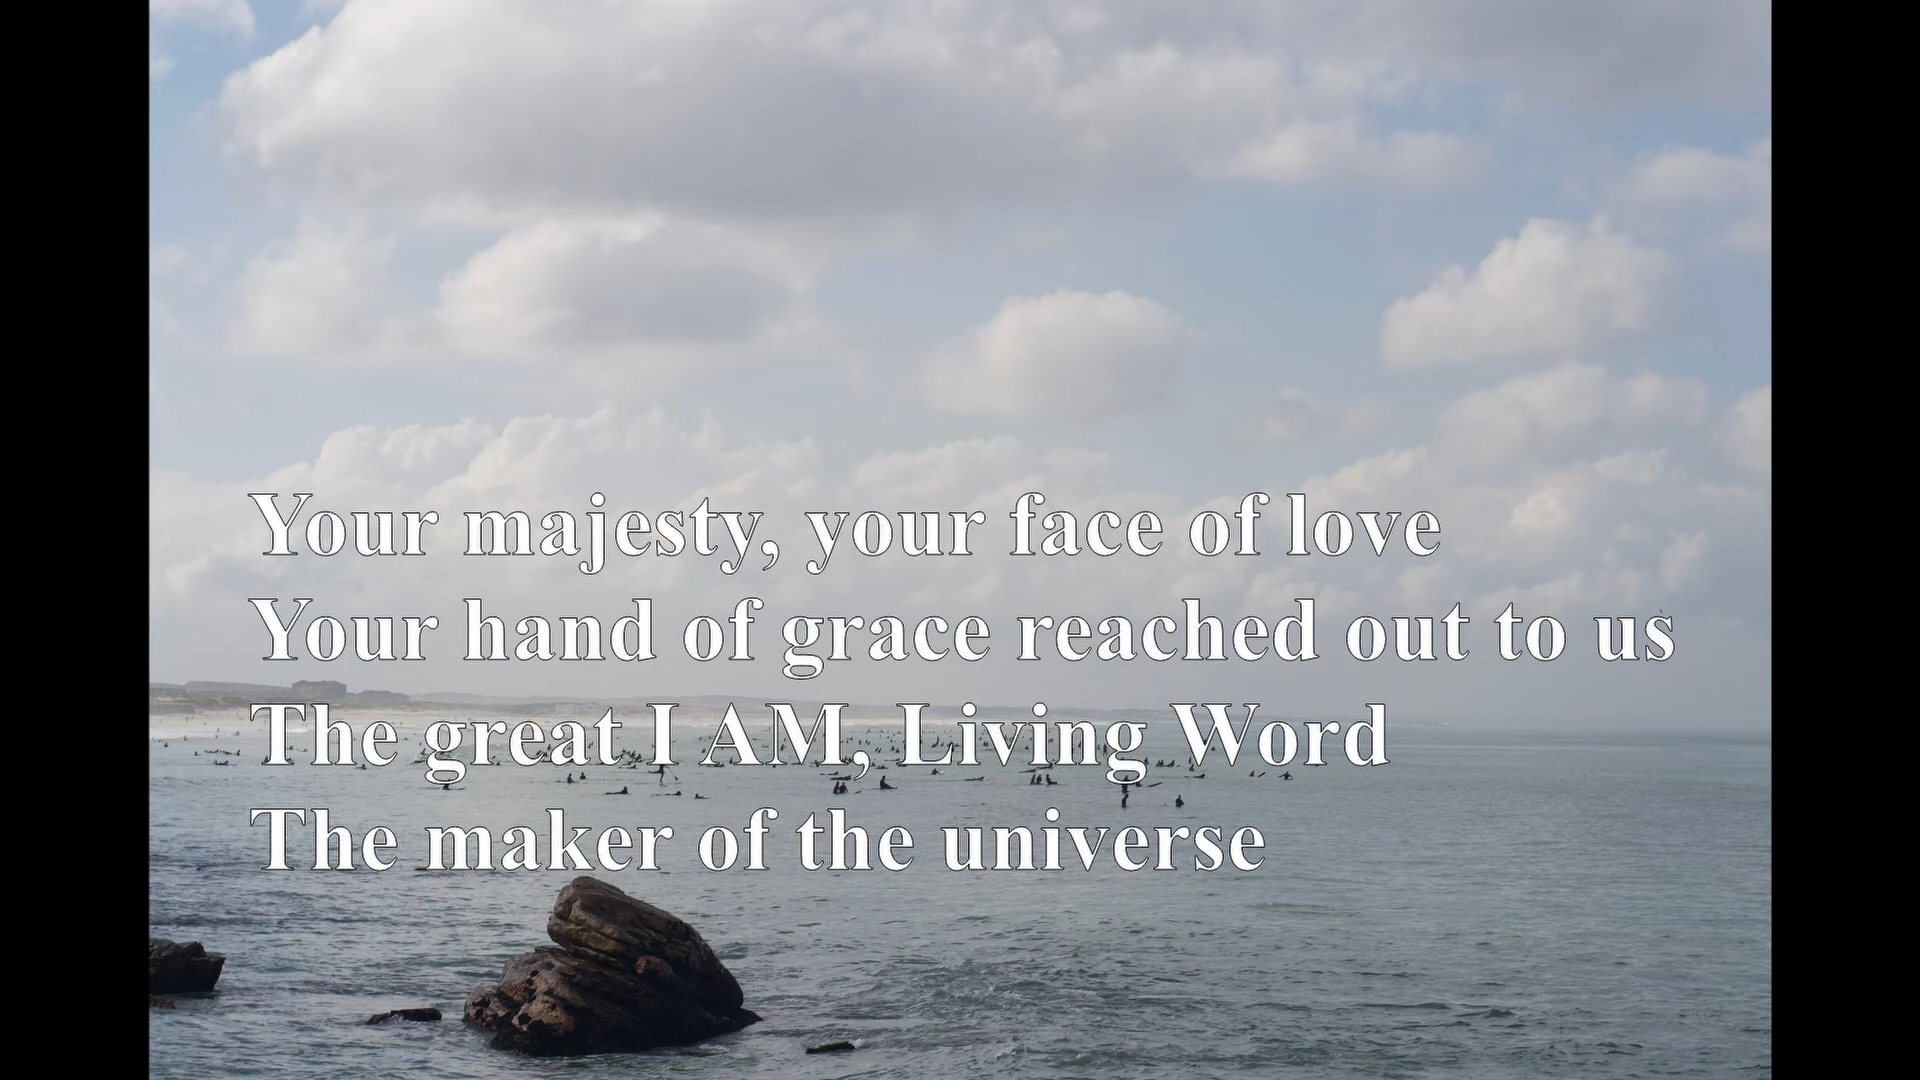 Your majesty, your face of love
Your hand of grace reached out to us
The great I AM, Living Word
The maker of the universe